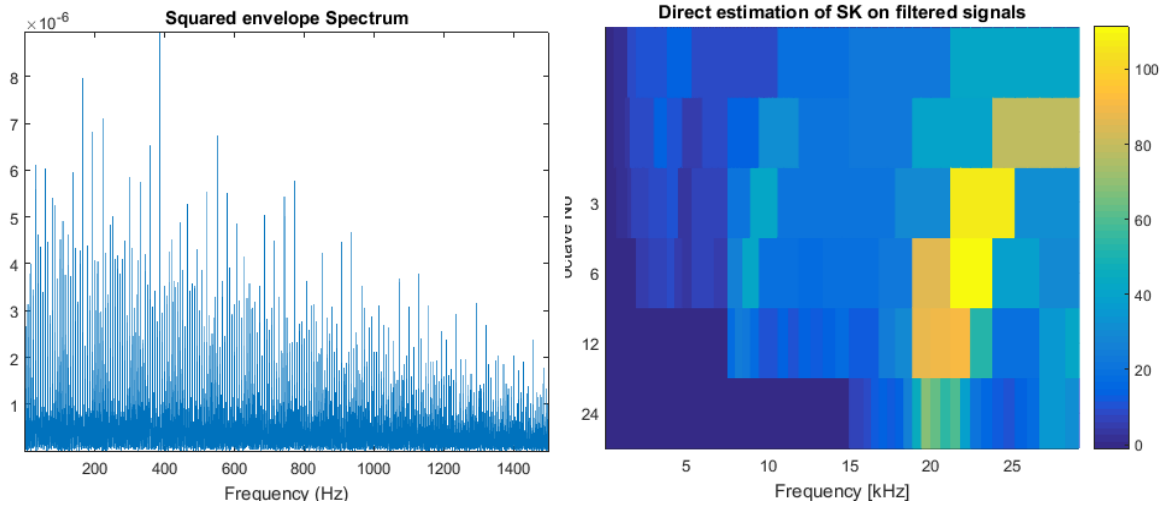 Squared envelope Spectrum
×10⁻⁶
8
7
6
5
4
3
2
1
200 400 600 800 1000 1200 1400
Frequency (Hz)
Direct estimation of SK on filtered signals
3
6
12
24
octave No
5 10 15 20 25
Frequency [kHz]
100
80
60
40
20
0